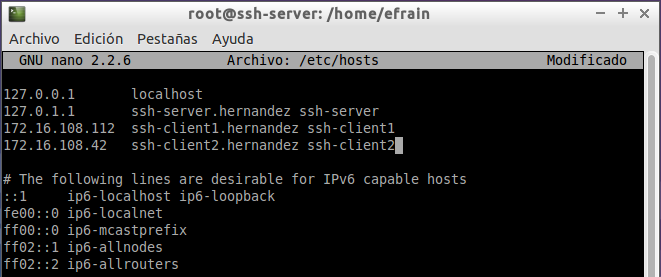 root@ssh-server: /home/efrain
Archivo Edición Pestañas Ayuda
GNU nano 2.2.6 Archivo: /etc/hosts Modificado
127.0.0.1 localhost
127.0.1.1 ssh-server.hernandez ssh-server
172.16.108.112 ssh-client1.hernandez ssh-client1
172.16.108.42 ssh-client2.hernandez ssh-client2
# The following lines are desirable for IPv6 capable hosts
::1 ip6-localhost ip6-loopback
fe00::0 ip6-localnet
ff00::0 ip6-mcastprefix
ff02::1 ip6-allnodes
ff02::2 ip6-allrouters